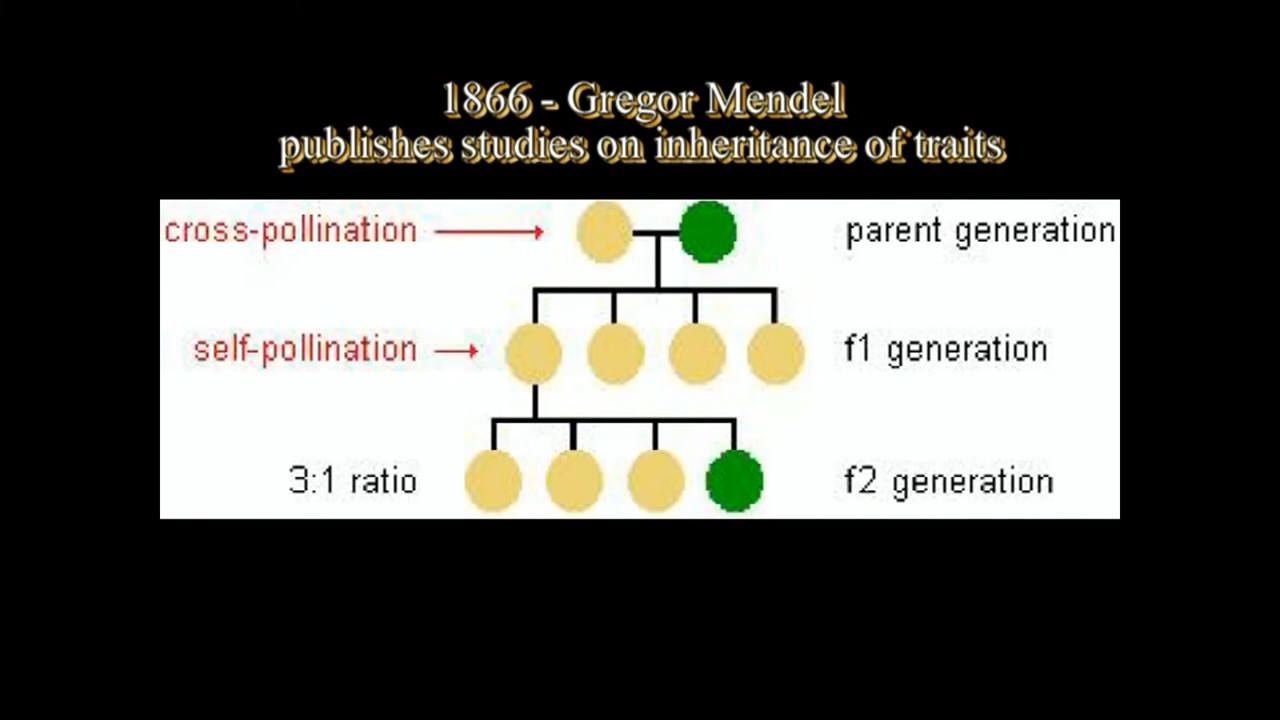 1866 - Gregor Mendel
publishes studies on inheritance of traits
cross-pollination
parent generation
self-pollination
f1 generation
3:1 ratio
f2 generation